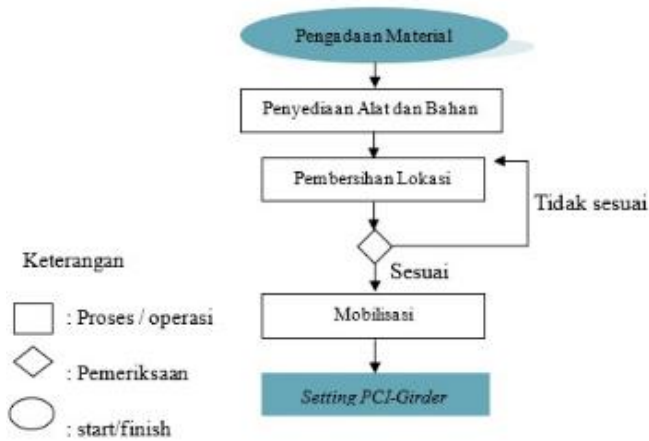 Pengadaan Material
Penyediaan Alat dan Bahan
Pembersihan Lokasi
Tidak sesuai
Sesuai
Mobilisasi
Setting PCI-Girder
Keterangan
: Proses / operasi
: Pemeriksaan
: start/finish